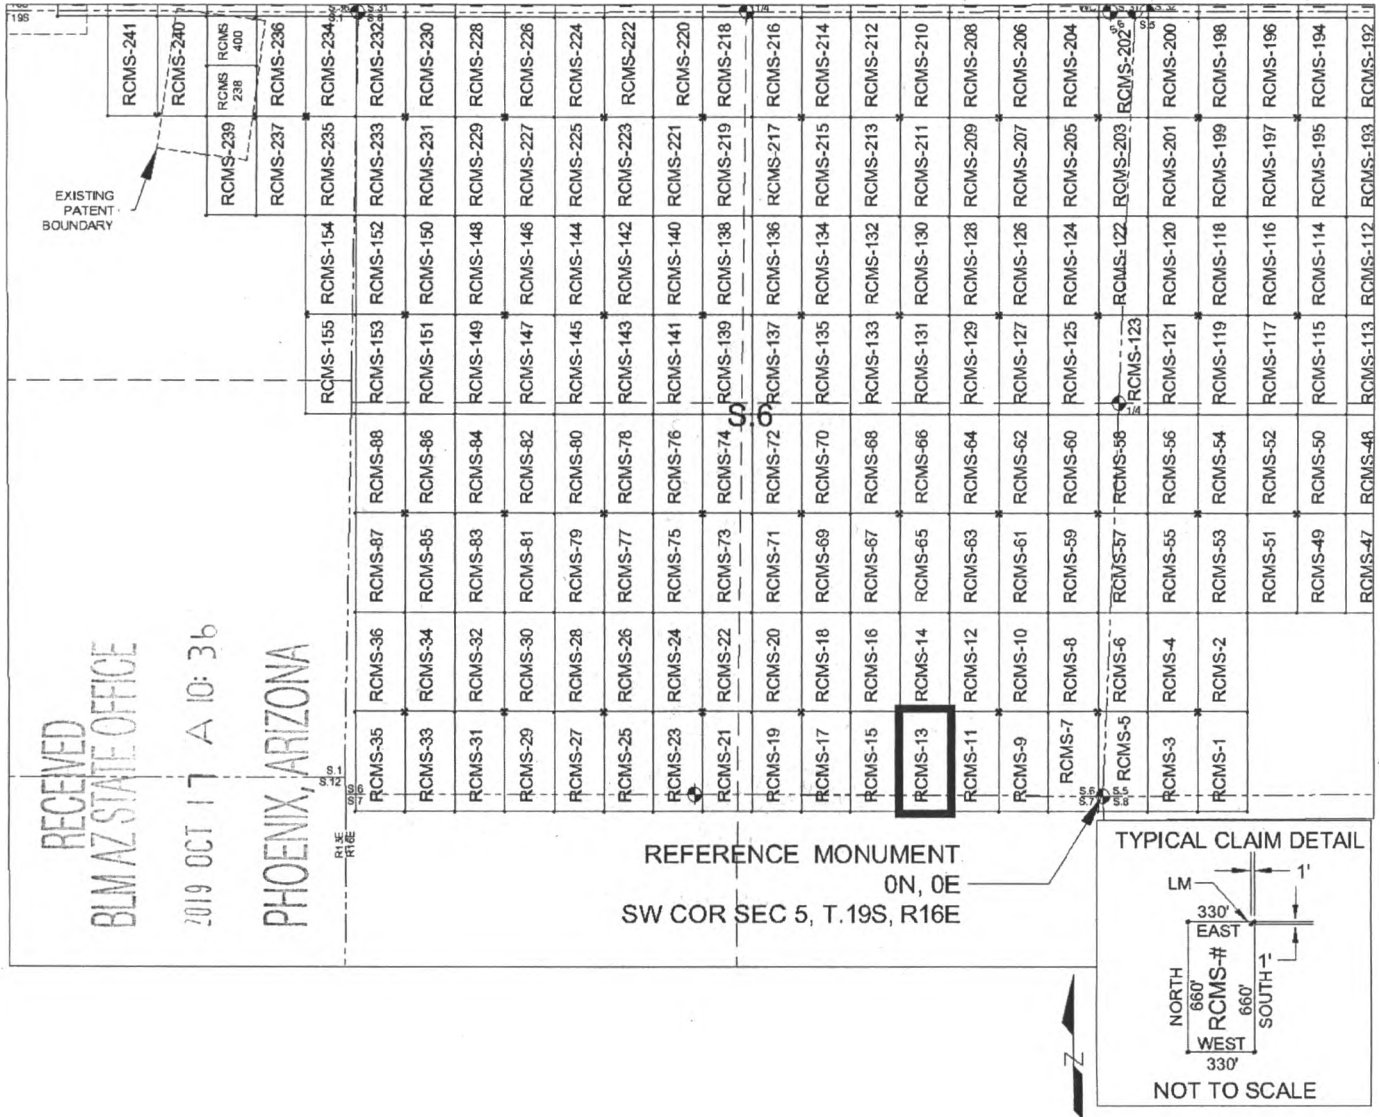 19S
S.1
S.31
S.6
1/4
S.31
S.32
S.6
S.5
RCMS-241
RCMS-240
RCMS
400
RCMS
238
RCMS-236
RCMS-234
RCMS-232
RCMS-230
RCMS-228
RCMS-226
RCMS-224
RCMS-222
RCMS-220
RCMS-218
RCMS-216
RCMS-214
RCMS-212
RCMS-210
RCMS-208
RCMS-206
RCMS-204
RCMS-202
RCMS-200
RCMS-198
RCMS-196
RCMS-194
RCMS-192
RCMS-239
RCMS-237
RCMS-235
RCMS-233
RCMS-231
RCMS-229
RCMS-227
RCMS-225
RCMS-223
RCMS-221
RCMS-219
RCMS-217
RCMS-215
RCMS-213
RCMS-211
RCMS-209
RCMS-207
RCMS-205
RCMS-203
RCMS-201
RCMS-199
RCMS-197
RCMS-195
RCMS-193
EXISTING
PATENT
BOUNDARY
RCMS-154
RCMS-152
RCMS-150
RCMS-148
RCMS-146
RCMS-144
RCMS-142
RCMS-140
RCMS-138
RCMS-136
RCMS-134
RCMS-132
RCMS-130
RCMS-128
RCMS-126
RCMS-124
RCMS-122
RCMS-120
RCMS-118
RCMS-116
RCMS-114
RCMS-112
RCMS-155
RCMS-153
RCMS-151
RCMS-149
RCMS-147
RCMS-145
RCMS-143
RCMS-141
RCMS-139
RCMS-137
RCMS-135
RCMS-133
RCMS-131
RCMS-129
RCMS-127
RCMS-125
RCMS-123
RCMS-121
RCMS-119
RCMS-117
RCMS-115
RCMS-113
1/4
S.6
RCMS-88
RCMS-86
RCMS-84
RCMS-82
RCMS-80
RCMS-78
RCMS-76
RCMS-74
RCMS-72
RCMS-70
RCMS-68
RCMS-66
RCMS-64
RCMS-62
RCMS-60
RCMS-58
RCMS-56
RCMS-54
RCMS-52
RCMS-50
RCMS-48
RCMS-87
RCMS-85
RCMS-83
RCMS-81
RCMS-79
RCMS-77
RCMS-75
RCMS-73
RCMS-71
RCMS-69
RCMS-67
RCMS-65
RCMS-63
RCMS-61
RCMS-59
RCMS-57
RCMS-55
RCMS-53
RCMS-51
RCMS-49
RCMS-47
RCMS-36
RCMS-34
RCMS-32
RCMS-30
RCMS-28
RCMS-26
RCMS-24
RCMS-22
RCMS-20
RCMS-18
RCMS-16
RCMS-14
RCMS-12
RCMS-10
RCMS-8
RCMS-6
RCMS-4
RCMS-2
RCMS-35
RCMS-33
RCMS-31
RCMS-29
RCMS-27
RCMS-25
RCMS-23
RCMS-21
RCMS-19
RCMS-17
RCMS-15
RCMS-13
RCMS-11
RCMS-9
RCMS-7
RCMS-5
RCMS-3
RCMS-1
S.1
S.12
S.6
S.7
S.6
S.7
S.5
S.8
R16E
RECEIVED
BLM AZ STATE OFFICE
2019 OCT 17 A 10: 36
PHOENIX, ARIZONA
REFERENCE MONUMENT
0N, 0E
SW COR SEC 5, T.19S, R16E
TYPICAL CLAIM DETAIL
1'
LM
330'
EAST
1'
NORTH
660'
RCMS-#
660'
SOUTH
WEST
330'
NOT TO SCALE
N